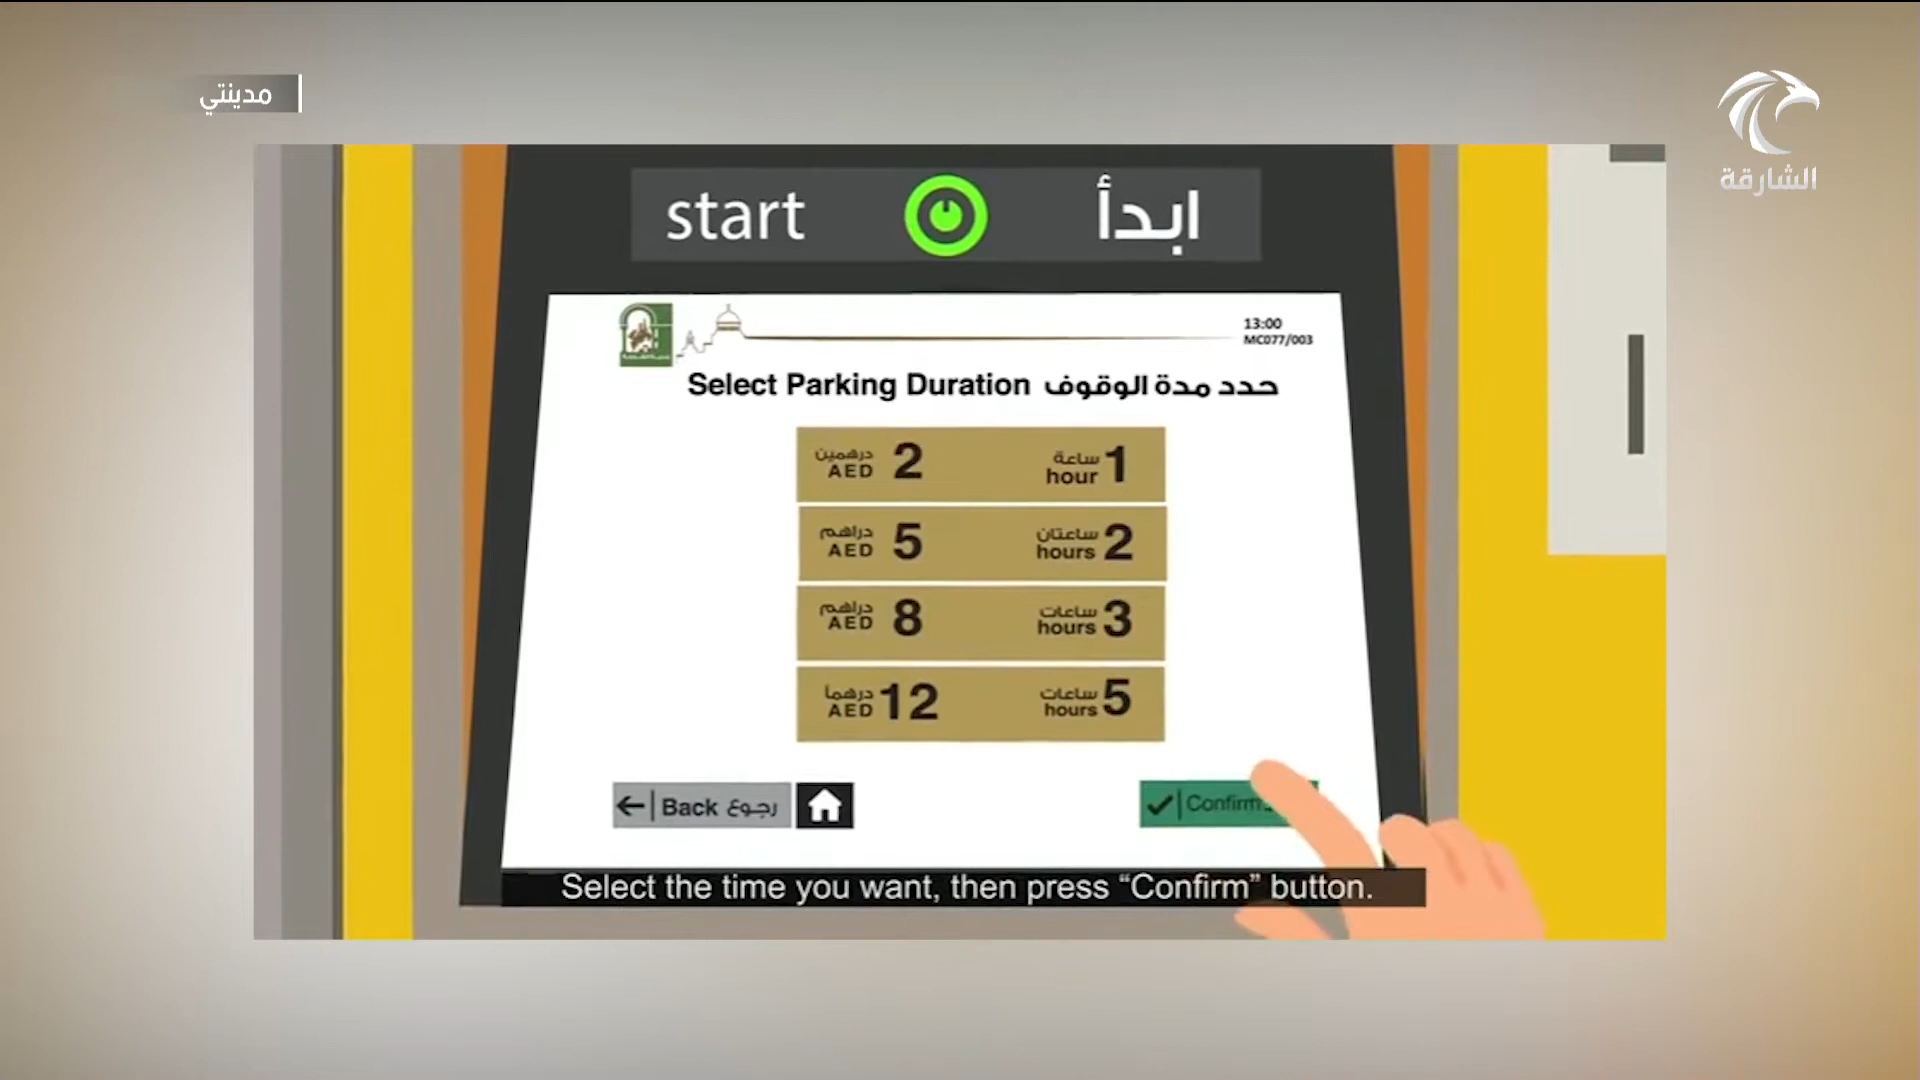 مدينتي
الشارقة
start ابدأ
13:00
MC077/003
Select Parking Duration حدد مدة الوقوف
درهمين
AED 2
ساعة
hour 1
دراهم
AED 5
ساعتان
hours 2
دراهم
AED 8
ساعات
hours 3
درهماً
AED 12
ساعات
hours 5
Back رجوع
Confirm
Select the time you want, then press “Confirm” button.